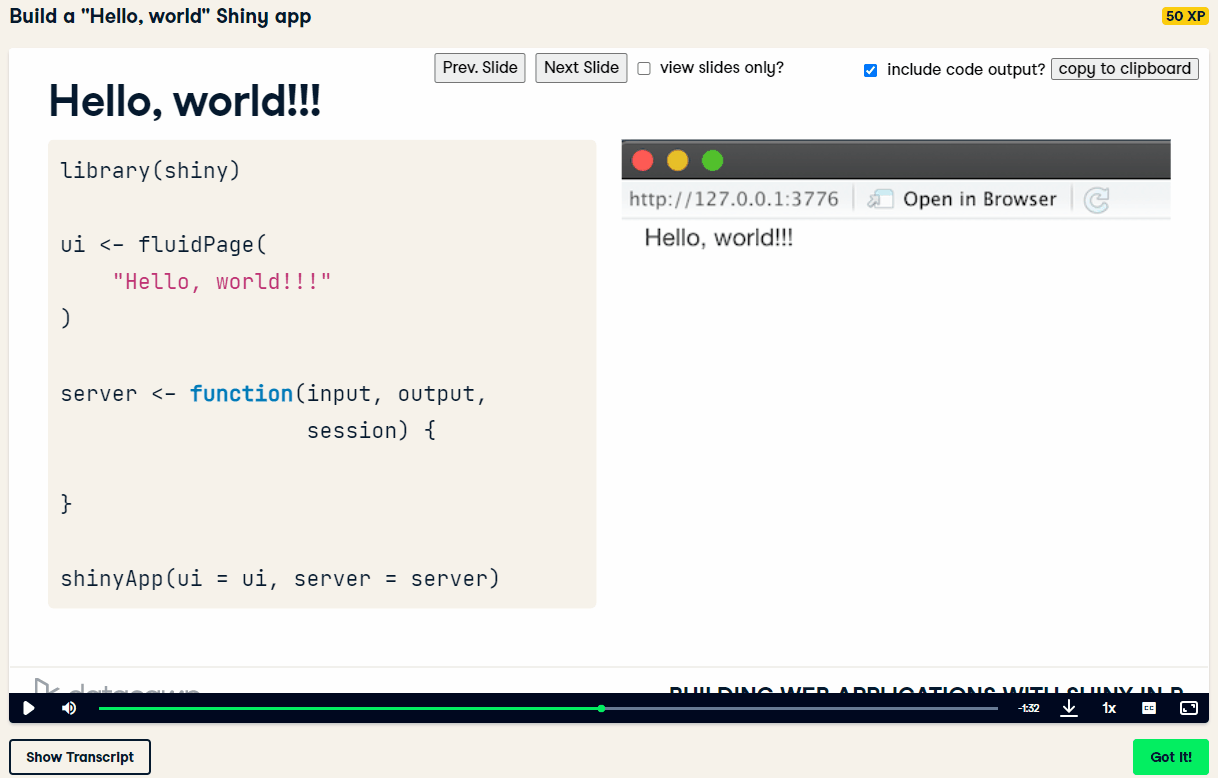 Build a "Hello, world" Shiny app
50 XP
Prev. Slide
Next Slide
view slides only?
include code output?
copy to clipboard
Hello, world!!!
library(shiny)
ui <- fluidPage(
    "Hello, world!!!"
)
server <- function(input, output,
                   session) {
}
shinyApp(ui = ui, server = server)
http://127.0.0.1:3776
Open in Browser
Hello, world!!!
datacamp
BUILDING WEB APPLICATIONS WITH SHINY IN R
-1:32
1x
CC
Show Transcript
Got It!